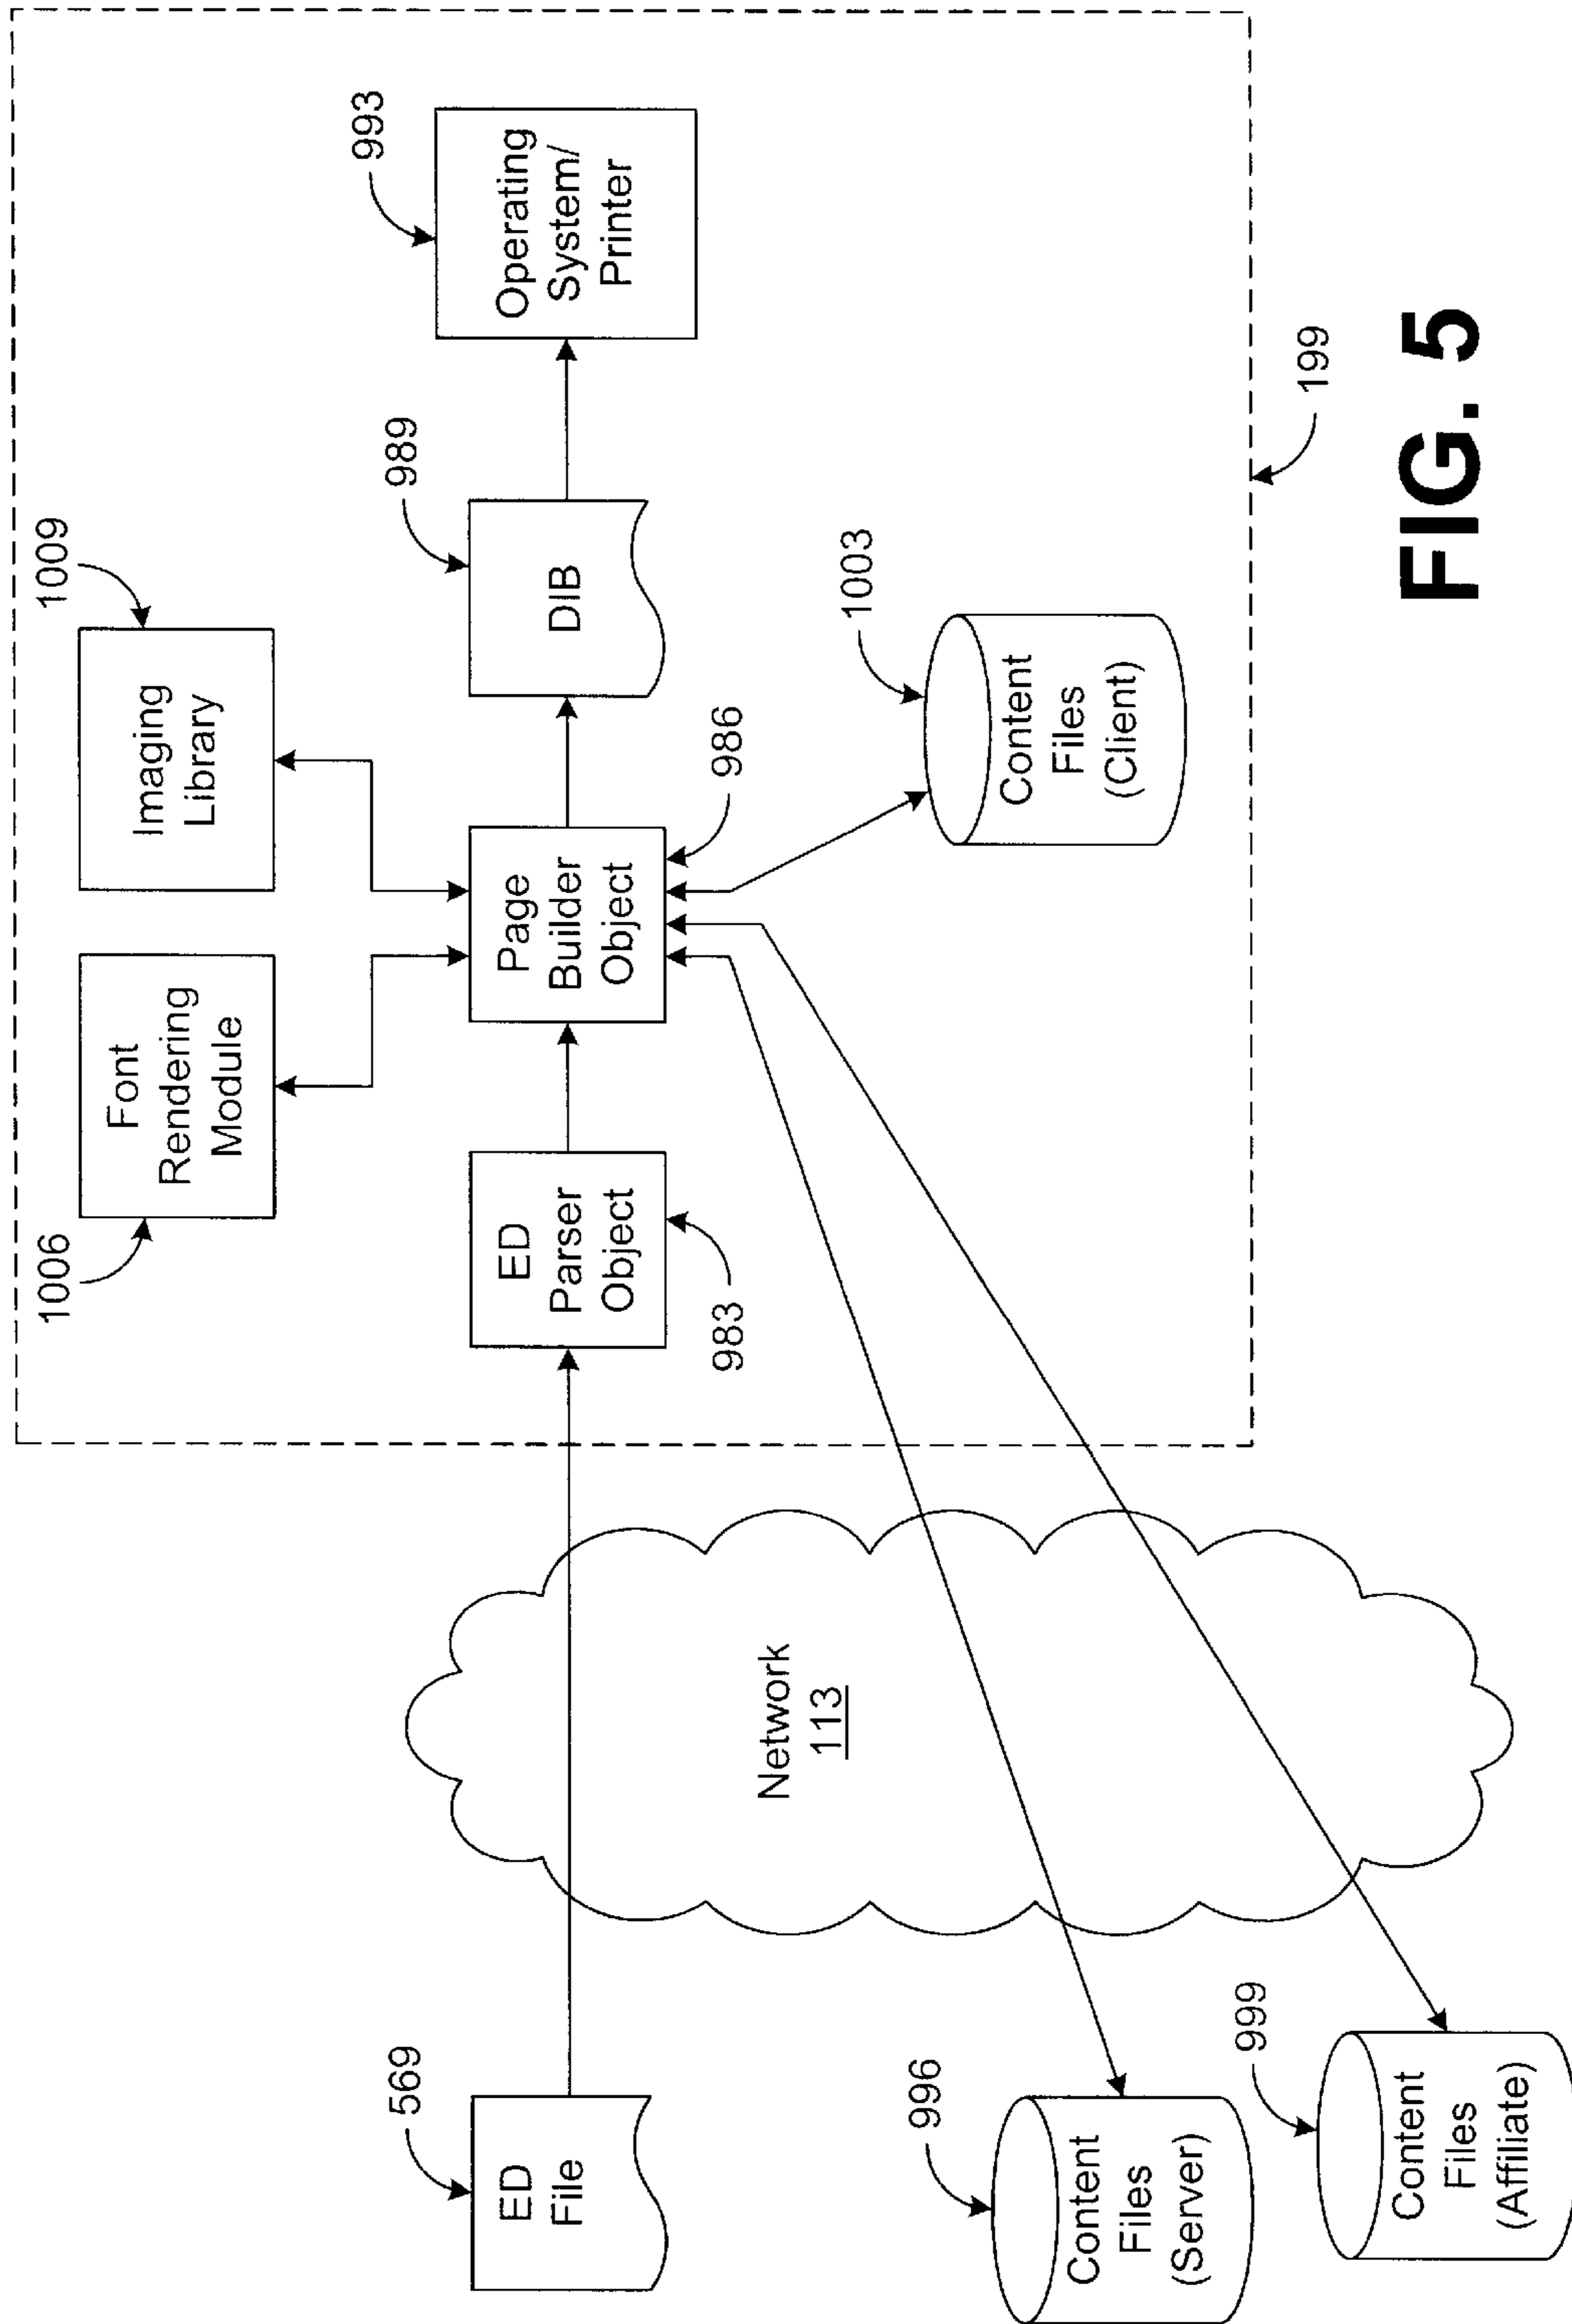 1006
1009
Font
Rendering
Module
Imaging
Library
569
989
993
ED
File
ED
Parser
Object
Page
Builder
Object
DIB
Operating
System/
Printer
983
986
Network
113
996
Content
Files
(Server)
999
Content
Files
(Affiliate)
1003
Content
Files
(Client)
199
FIG. 5